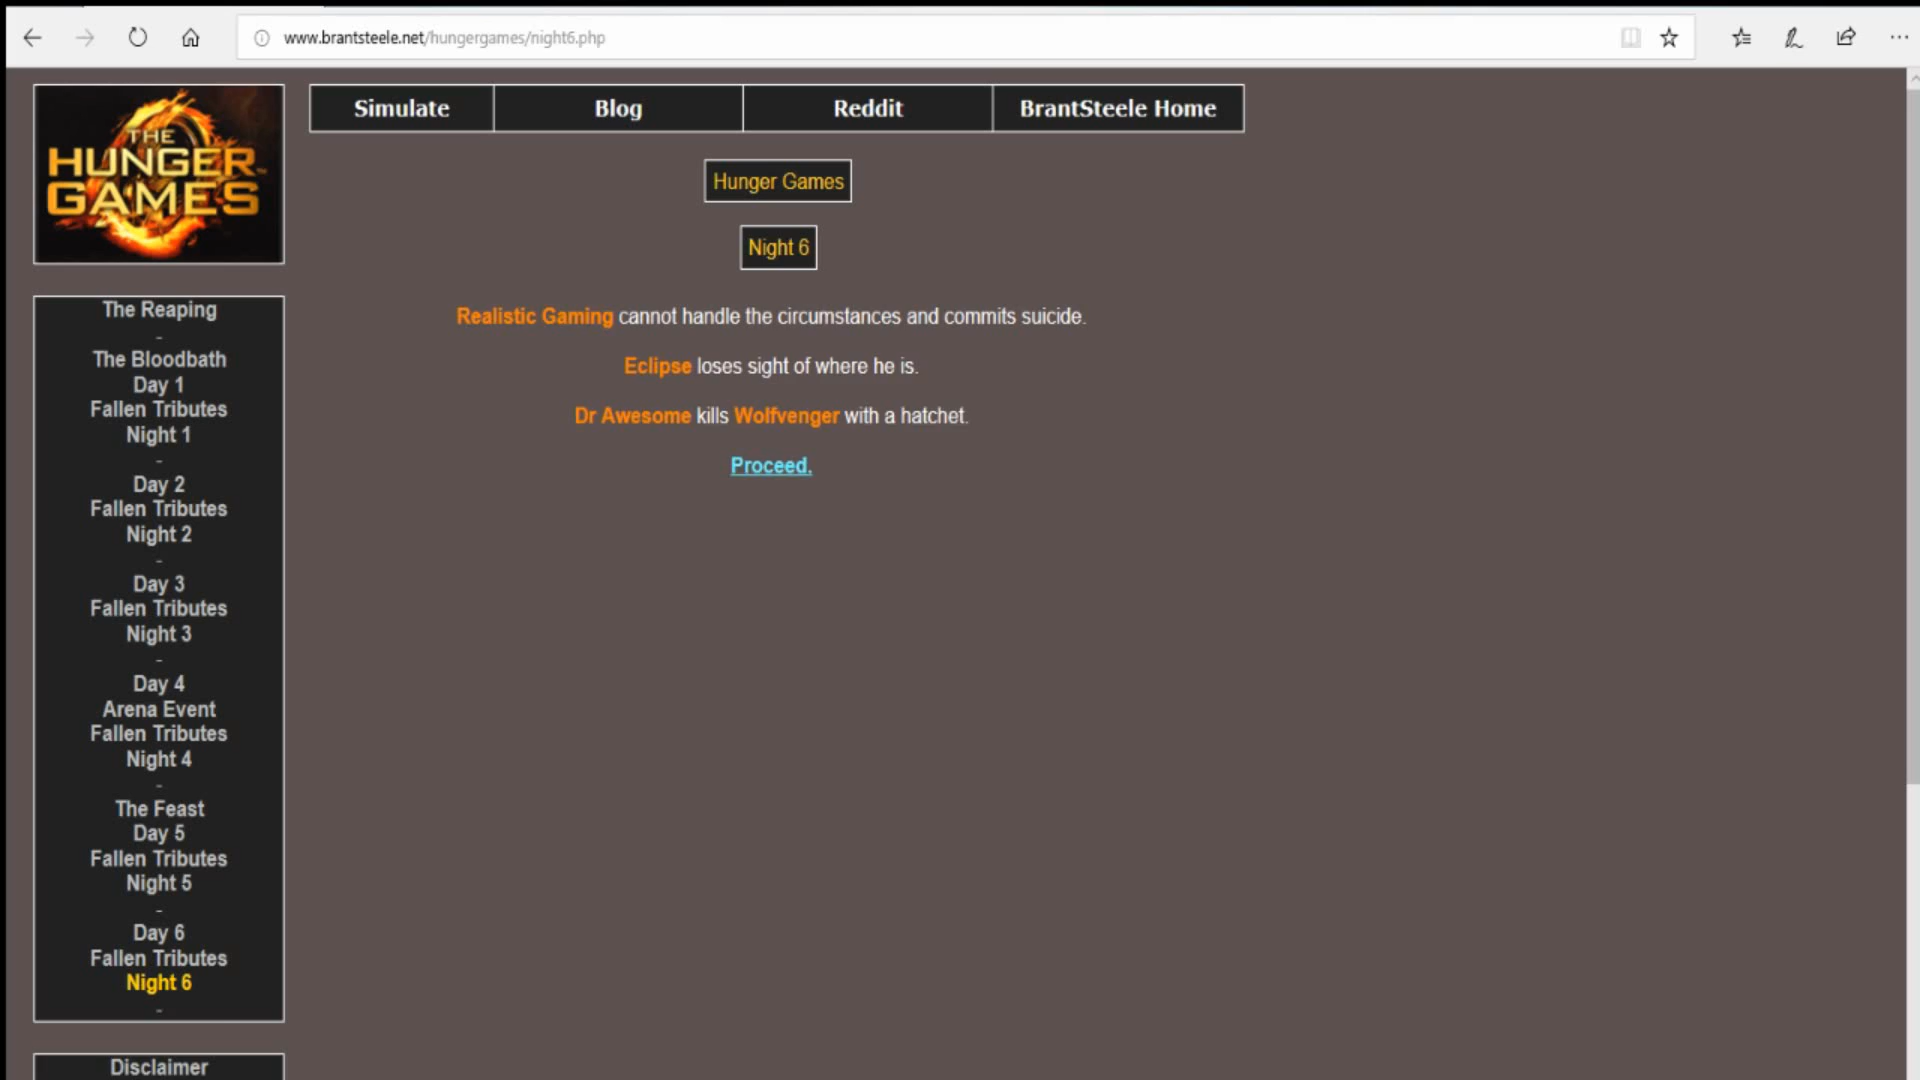 www.brantsteele.net/hungergames/night6.php
THE
HUNGER
GAMES
Simulate
Blog
Reddit
BrantSteele Home
Hunger Games
Night 6
Realistic Gaming cannot handle the circumstances and commits suicide.
Eclipse loses sight of where he is.
Dr Awesome kills Wolfvenger with a hatchet.
Proceed.
The Reaping
-
The Bloodbath
Day 1
Fallen Tributes
Night 1
-
Day 2
Fallen Tributes
Night 2
-
Day 3
Fallen Tributes
Night 3
-
Day 4
Arena Event
Fallen Tributes
Night 4
-
The Feast
Day 5
Fallen Tributes
Night 5
-
Day 6
Fallen Tributes
Night 6
-
Disclaimer